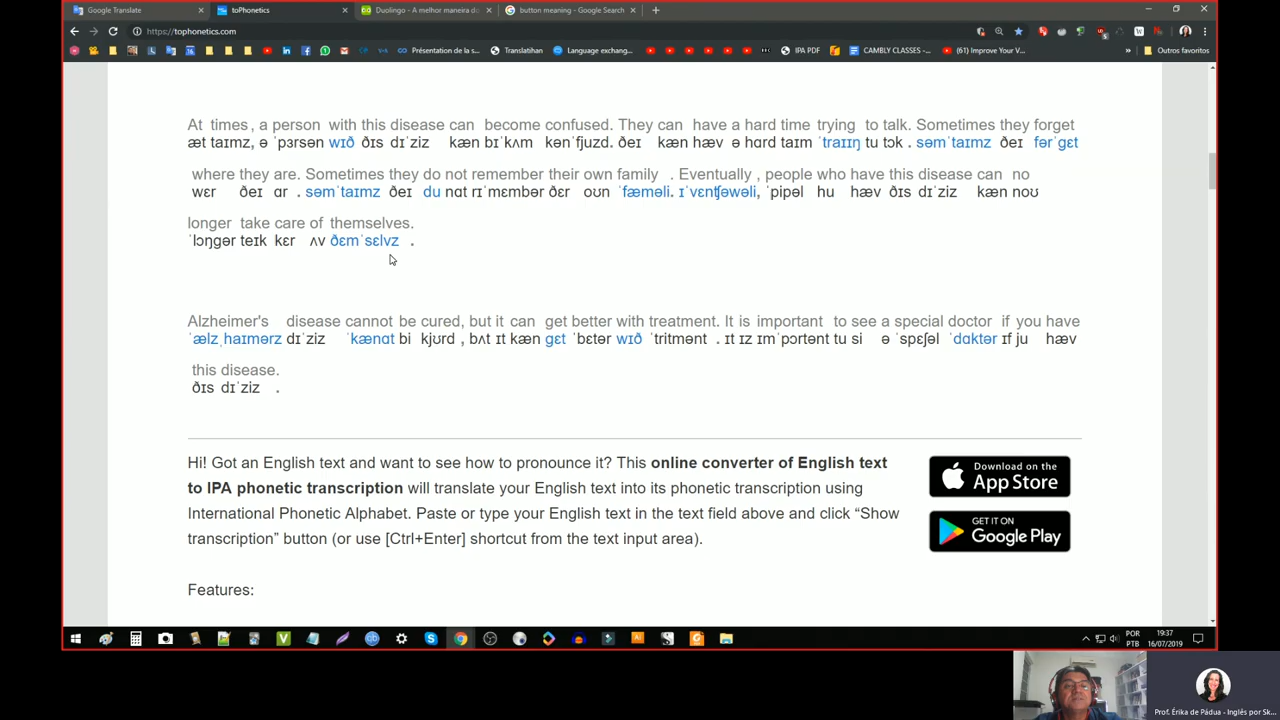 Google Translate
toPhonetics
Duolingo - A melhor maneira de
button meaning - Google Search
https://tophonetics.com
Présentation de la s...
Translatihan
Language exchang...
IPA PDF
CAMBLY CLASSES -...
(61) Improve Your V...
Outros favoritos
At times, a person with this disease can become confused. They can have a hard time trying to talk. Sometimes they forget
æt taɪmz, ə ˈpɜrsən wɪð ðɪs dɪˈziz kæn bɪˈkʌm kənˈfjuzd. ðeɪ kæn hæv ə hɑrd taɪm ˈtraɪɪŋ tu tɔk . səmˈtaɪmz ðeɪ fərˈgɛt
where they are. Sometimes they do not remember their own family . Eventually , people who have this disease can no
wɛr ðeɪ ɑr . səmˈtaɪmz ðeɪ du nɑt rɪˈmɛmbər ðɛr oʊn ˈfæməli. ɪˈvɛnʧəwəli, ˈpipəl hu hæv ðɪs dɪˈziz kæn noʊ
longer take care of themselves.
ˈlɔŋgər teɪk kɛr ʌv ðɛmˈsɛlvz .
Alzheimer's disease cannot be cured, but it can get better with treatment. It is important to see a special doctor if you have
ˈælzˌhaɪmərz dɪˈziz ˈkænɑt bi kjʊrd , bʌt ɪt kæn gɛt ˈbɛtər wɪð ˈtritmənt . ɪt ɪz ɪmˈpɔrtənt tu si ə ˈspɛʃəl ˈdɑktər ɪf ju hæv
this disease.
ðɪs dɪˈziz .
Hi! Got an English text and want to see how to pronounce it? This online converter of English text
to IPA phonetic transcription will translate your English text into its phonetic transcription using
International Phonetic Alphabet. Paste or type your English text in the text field above and click “Show
transcription” button (or use [Ctrl+Enter] shortcut from the text input area).
Download on the
App Store
GET IT ON
Google Play
Features:
POR
PTB
19:37
16/07/2019
Prof. Érika de Pádua - Inglês por Sk...